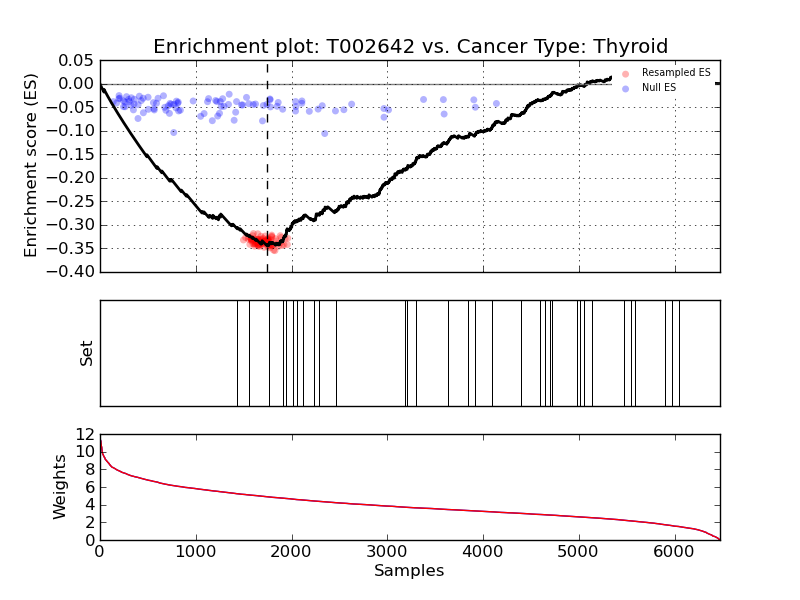 Enrichment plot: T002642 vs. Cancer Type: Thyroid
Enrichment score (ES)
0.05
0.00
−0.05
−0.10
−0.15
−0.20
−0.25
−0.30
−0.35
−0.40
Resampled ES
Null ES
Set
Weights
12
10
8
6
4
2
0
0 1000 2000 3000 4000 5000 6000
Samples